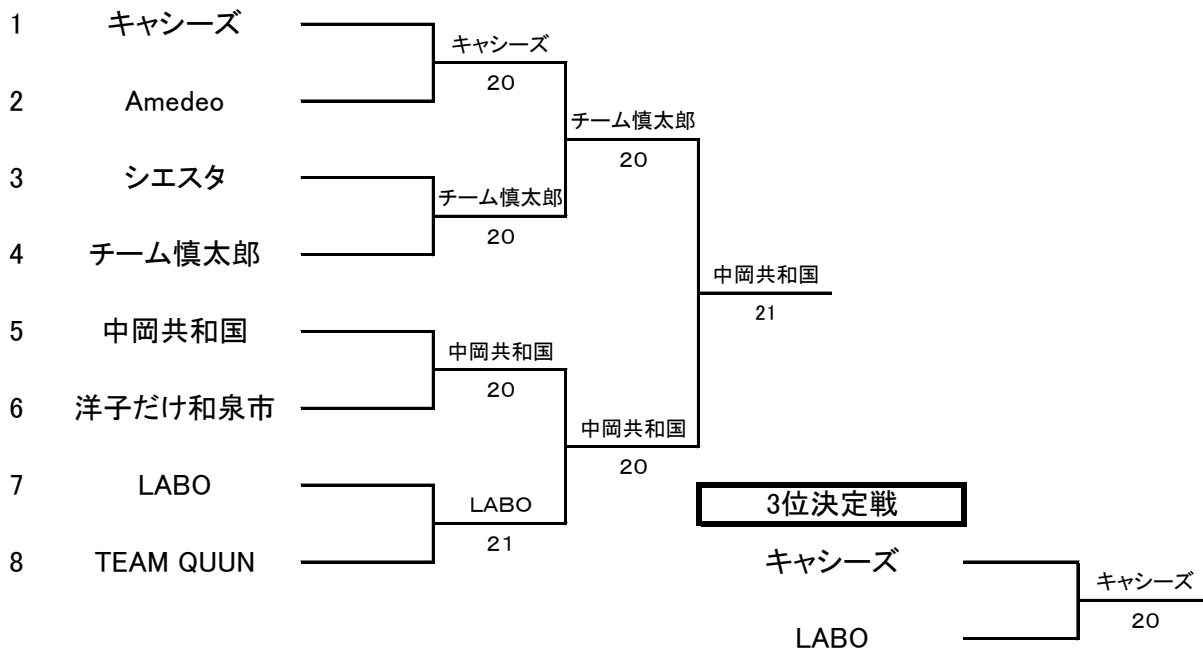 1 キャシーズ
キャシーズ
20
2 Amedeo
チーム慎太郎
20
3 シエスタ
チーム慎太郎
20
4 チーム慎太郎
中岡共和国
21
5 中岡共和国
中岡共和国
20
6 洋子だけ和泉市
中岡共和国
20
7 LABO
LABO
21
8 TEAM QUUN
3位決定戦
キャシーズ
キャシーズ
20
LABO